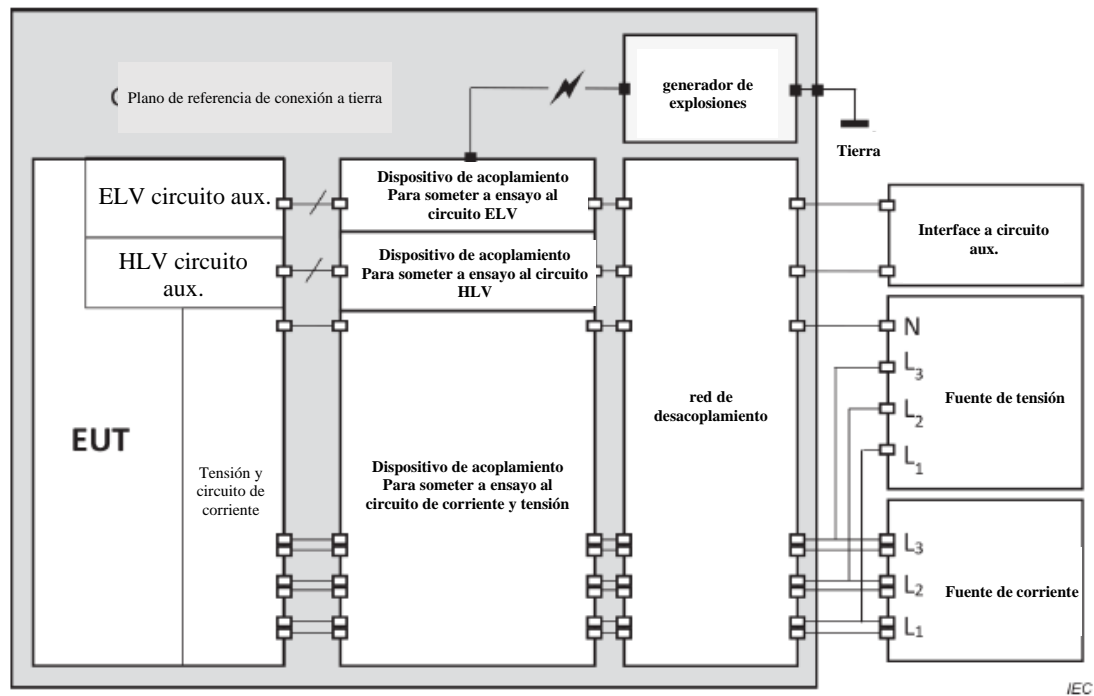 Plano de referencia de conexión a tierra
generador de
explosiones
Tierra
ELV circuito aux.
HLV circuito
aux.
EUT
Tensión y
circuito de
corriente
Dispositivo de acoplamiento
Para someter a ensayo al
circuito ELV
Dispositivo de acoplamiento
Para someter a ensayo al circuito
HLV
Dispositivo de acoplamiento
Para someter a ensayo al
circuito de corriente y tensión
red de
desacoplamiento
Interface a circuito
aux.
N
L3
L2
L1
Fuente de tensión
L3
L2
L1
Fuente de corriente
IEC